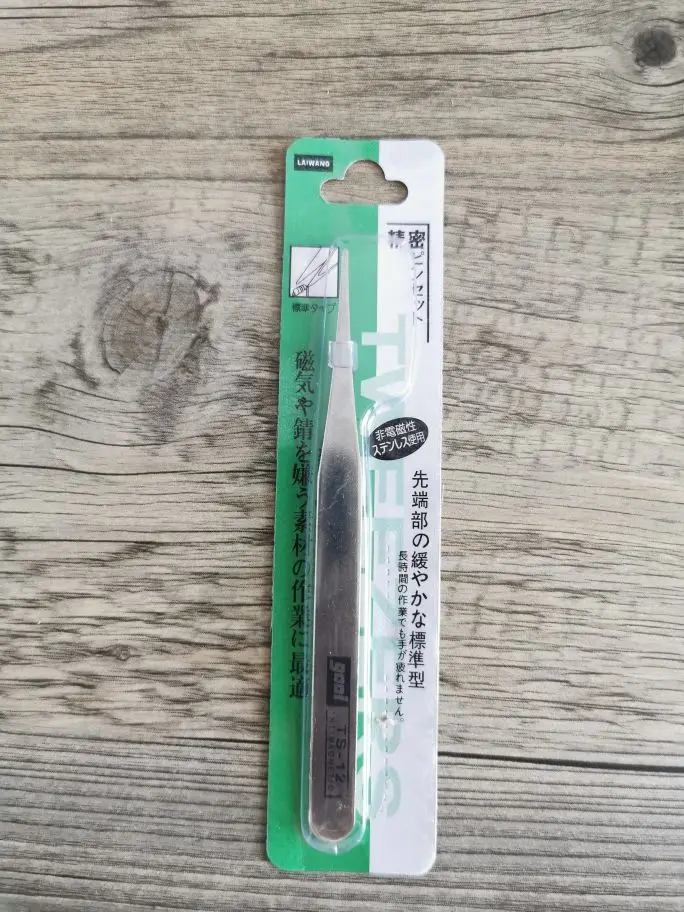 LAIWANG
精密ピンセット
標準タイプ
TWEEZERS
非電磁性
ステンレス使用
先端部の緩やかな標準型
長時間の作業でも手が疲れません。
磁気や錆を嫌う素材の作業に最適
goot
TS-12